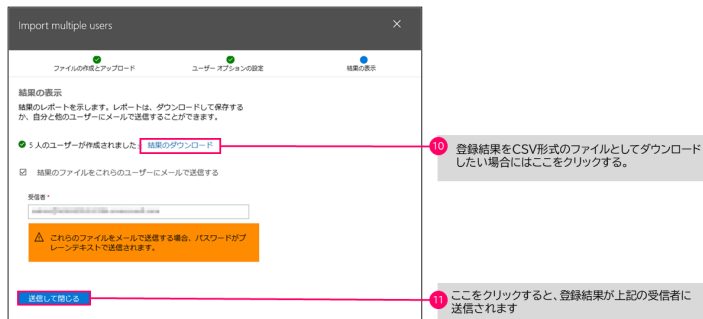 Import multiple users
ファイルの作成とアップロード
ユーザー オプションの設定
結果の表示
結果の表示
結果のレポートを示します。レポートは、ダウンロードして保存する
か、自分と他のユーザーにメールで送信することができます。
5 人のユーザーが作成されました: 結果のダウンロード
結果のファイルをこれらのユーザーにメールで送信する
受信者 *
これらのファイルをメールで送信する場合、パスワードがプ
レーンテキストで送信されます。
送信して閉じる
10 登録結果をCSV形式のファイルとしてダウンロード
したい場合にはここをクリックする。
11 ここをクリックすると、登録結果が上記の受信者に
送信されます